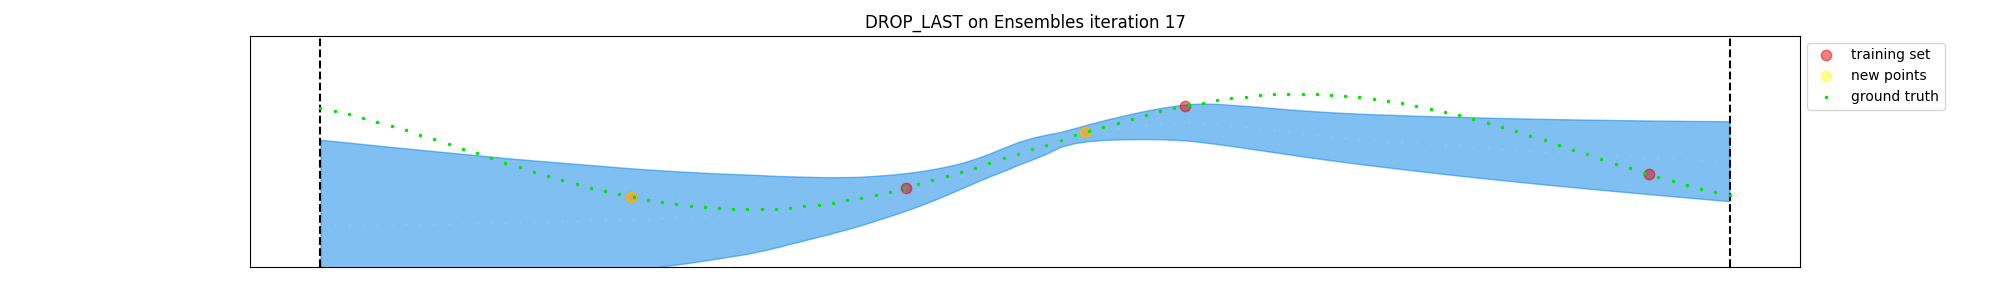 DROP_LAST on Ensembles iteration 17
training set
new points
ground truth